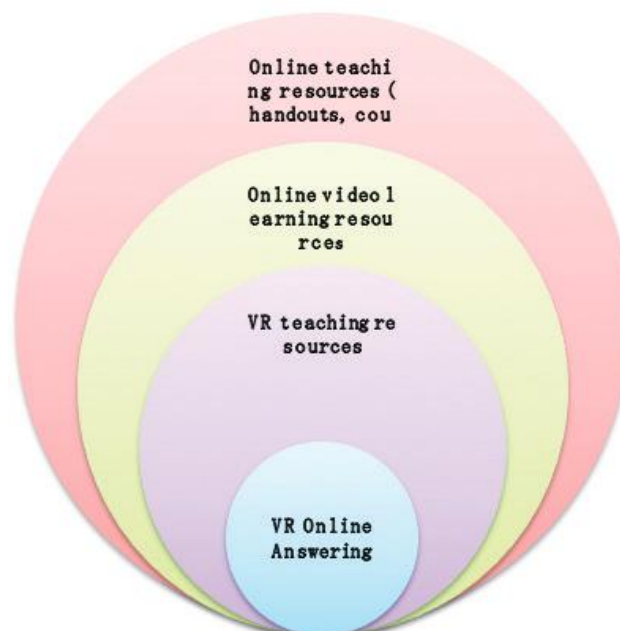 Online teachi
ng resources (
handouts, cou
Online video l
earning resou
rces
VR teaching re
sources
VR Online
Answering